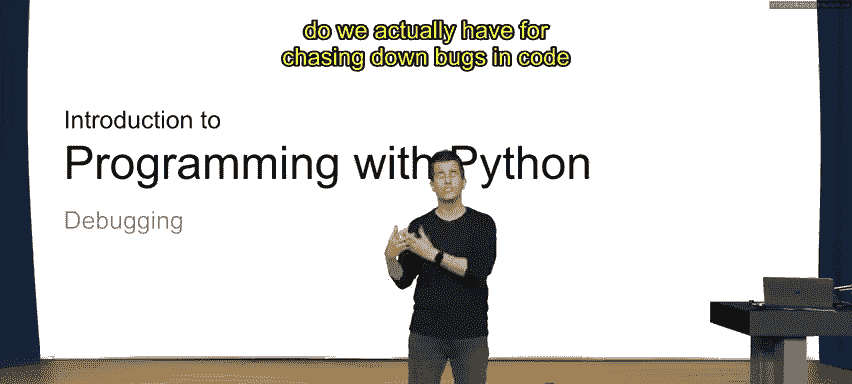 do we actually have for
chasing down bugs in code
Introduction to
Programming with Python
Debugging